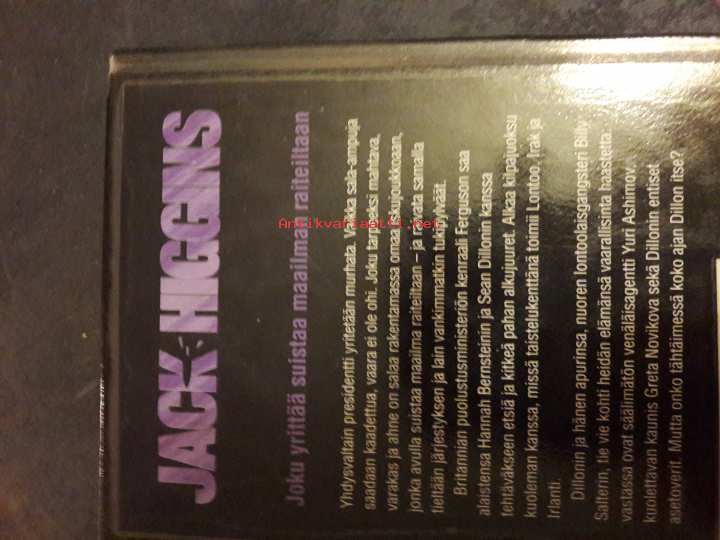 JACK HIGGINS
Joku yrittää suistaa maailman raiteiltaan
Yhdysvaltain presidentti yritetään murhata. Vaikka sala-ampuja
saadaan kaadettua, vaara ei ole ohi. Joku tarpeeksi mahtava,
varakas ja ahne on salaa rakentamassa omaa iskujoukkoaan,
jonka avulla suistaa maailma raiteiltaan – ja murtaa samalla
tieltään järjestyksen ja lain vankimmatkin tukipylväät.
Britannian puolustusministeriön kenraali Ferguson saa
alaistensa Hannah Bernsteinin ja Sean Dillonin kanssa
tehtäväkseen etsiä ja kitkeä pahan alkujuuret. Alkaa kilpajuoksu
kuoleman kanssa, missä taistelukenttänä toimii Lontoo, Irak ja
Irlanti.
Dillonin ja hänen apurinsa, nuoren lontoolaisgangsteri Billy
Salterin, tie vie kohti heidän elämänsä vaarallisinta haastetta:
vastassa ovat säälimätön venäläisagentti Yuri Ashimov,
kuolettavan kaunis Greta Novikova sekä Dillonin entiset
asetoverit. Mutta onko tähtäimessä koko ajan Dillon itse?
Antikvariaatti.net